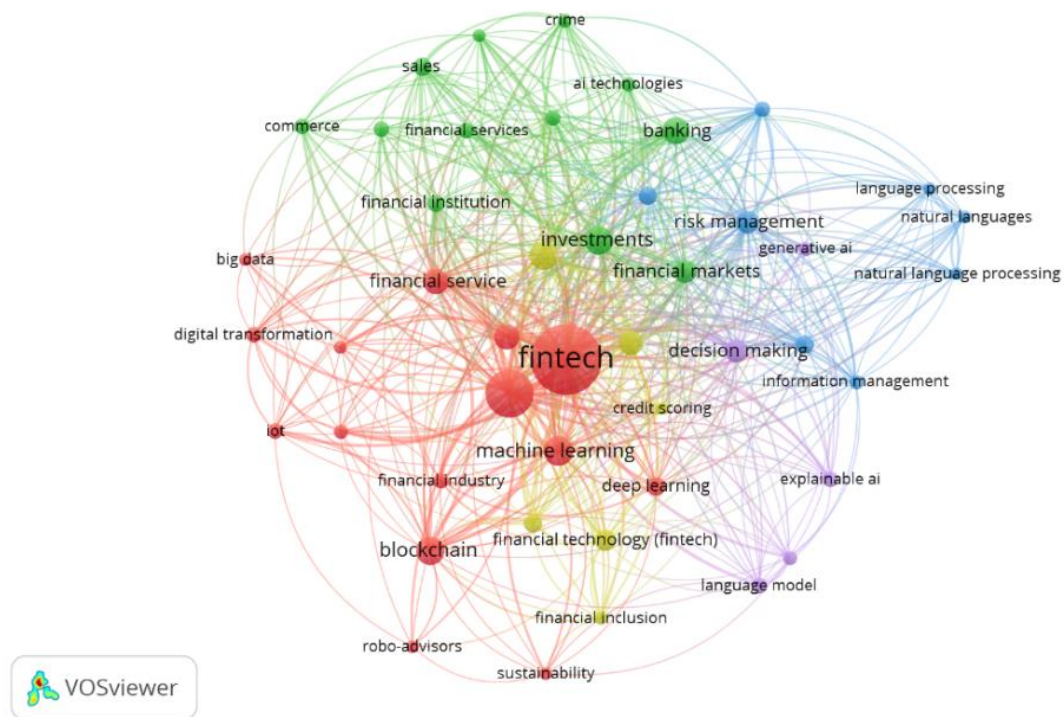 crime
sales
ai technologies
commerce
financial services
banking
language processing
financial institution
risk management
natural languages
investments
generative ai
big data
financial service
financial markets
natural language processing
digital transformation
fintech
decision making
information management
credit scoring
iot
machine learning
financial industry
deep learning
explainable ai
blockchain
financial technology (fintech)
language model
financial inclusion
robo-advisors
sustainability
VOSviewer